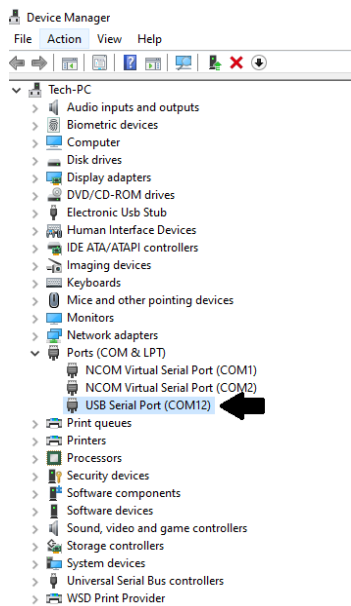 Device Manager
File Action View Help
Tech-PC
Audio inputs and outputs
Biometric devices
Computer
Disk drives
Display adapters
DVD/CD-ROM drives
Electronic Usb Stub
Human Interface Devices
IDE ATA/ATAPI controllers
Imaging devices
Keyboards
Mice and other pointing devices
Monitors
Network adapters
Ports (COM & LPT)
NCOM Virtual Serial Port (COM1)
NCOM Virtual Serial Port (COM2)
USB Serial Port (COM12)
Print queues
Printers
Processors
Security devices
Software components
Software devices
Sound, video and game controllers
Storage controllers
System devices
Universal Serial Bus controllers
WSD Print Provider